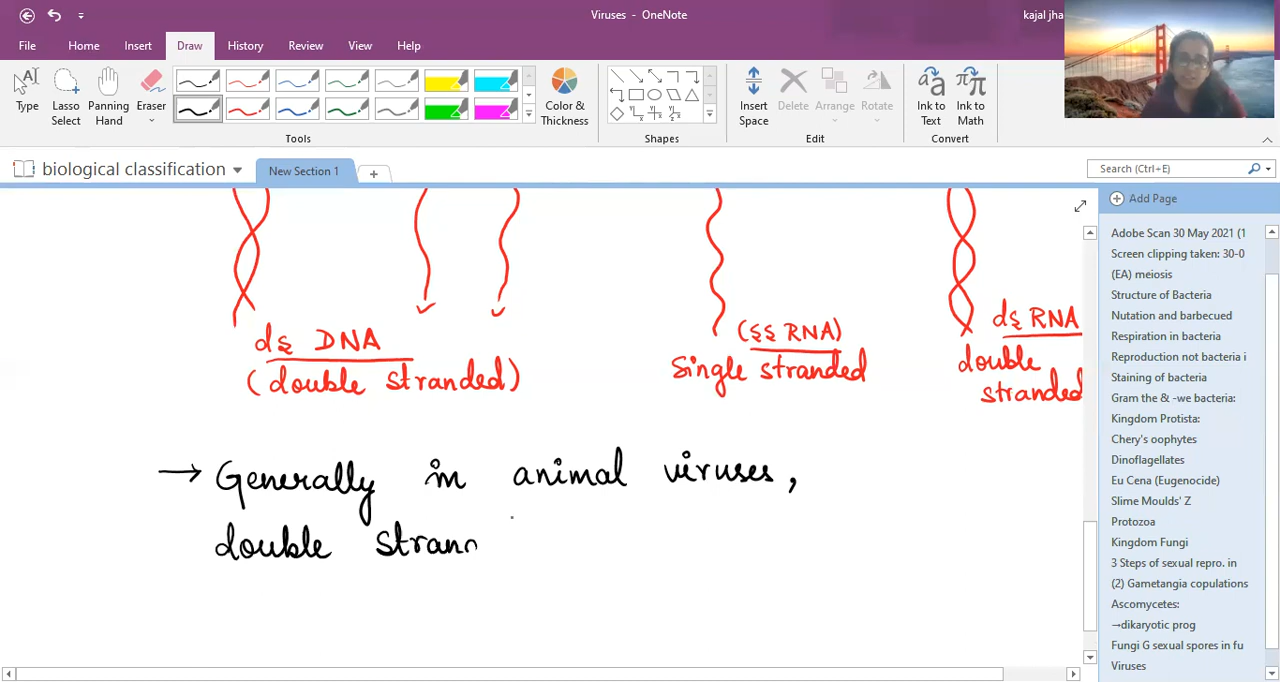 Viruses - OneNote
kajal jha
File Home Insert Draw History Review View Help
Type
Lasso Select
Panning Hand
Eraser
Color & Thickness
Insert Space
Delete
Arrange
Rotate
Ink to Text
Ink to Math
Tools
Shapes
Edit
Convert
biological classification
New Section 1
Search (Ctrl+E)
ds DNA
(double stranded)
(ss RNA)
Single stranded
ds RNA
double
stranded
→ Generally in animal viruses,
double stran
Add Page
Adobe Scan 30 May 2021 (1
Screen clipping taken: 30-0
(EA) meiosis
Structure of Bacteria
Nutation and barbecued
Respiration in bacteria
Reproduction not bacteria i
Staining of bacteria
Gram the & -we bacteria:
Kingdom Protista:
Chery's oophytes
Dinoflagellates
Eu Cena (Eugenocide)
Slime Moulds' Z
Protozoa
Kingdom Fungi
3 Steps of sexual repro. in
(2) Gametangia copulations
Ascomycetes:
→dikaryotic prog
Fungi G sexual spores in fu
Viruses